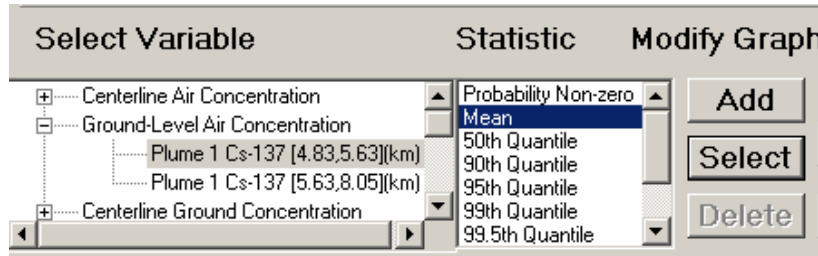 Select Variable
Statistic
Modify Graph
Centerline Air Concentration
Ground-Level Air Concentration
Plume 1 Cs-137 [4.83,5.63](km)
Plume 1 Cs-137 [5.63,8.05](km)
Centerline Ground Concentration
Probability Non-zero
Mean
50th Quantile
90th Quantile
95th Quantile
99th Quantile
99.5th Quantile
Add
Select
Delete